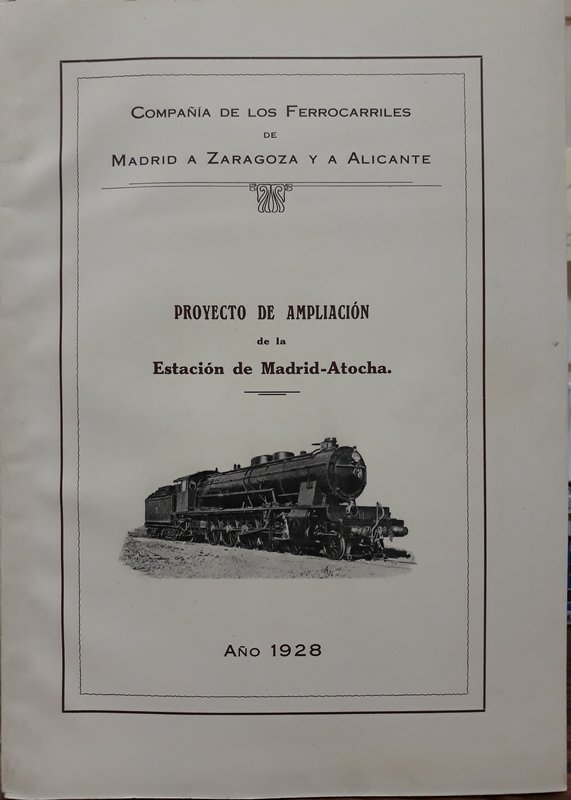 Compañía de los Ferrocarriles
de
Madrid a Zaragoza y a Alicante
PROYECTO DE AMPLIACIÓN
de la
Estación de Madrid-Atocha.
Año 1928